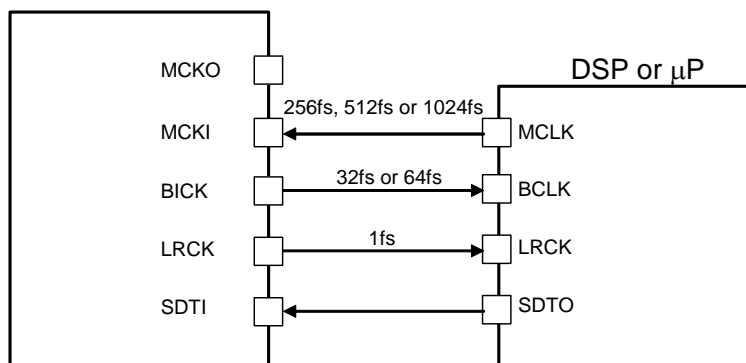 MCKO
DSP or μP
256fs, 512fs or 1024fs
MCKI
MCLK
32fs or 64fs
BICK
BCLK
1fs
LRCK
LRCK
SDTI
SDTO